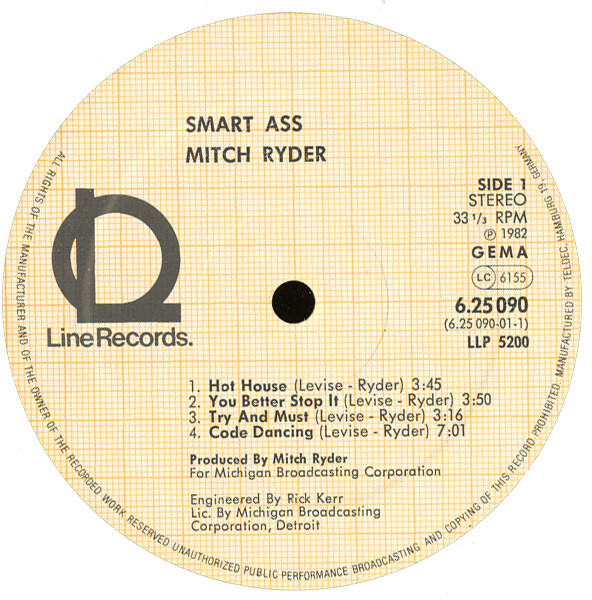 SMART ASS
MITCH RYDER
SIDE 1
STEREO
33 1/3 RPM
Ⓟ 1982
GEMA
LC 6155
6.25 090
(6.25 090-01-1)
LLP 5200
LineRecords.
1. Hot House (Levise - Ryder) 3:45
2. You Better Stop It (Levise - Ryder) 3:50
3. Try And Must (Levise - Ryder) 3:16
4. Code Dancing (Levise - Ryder) 7:01
Produced By Mitch Ryder
For Michigan Broadcasting Corporation
Engineered By Rick Kerr
Lic. By Michigan Broadcasting
Corporation, Detroit
ALL RIGHTS OF THE MANUFACTURER AND OF THE OWNER OF THE RECORDED WORK RESERVED UNAUTHORIZED PUBLIC PERFORMANCE BROADCASTING AND COPYING OF THIS RECORD PROHIBITED. MANUFACTURED BY TELDEC, HAMBURG 19, GERMANY